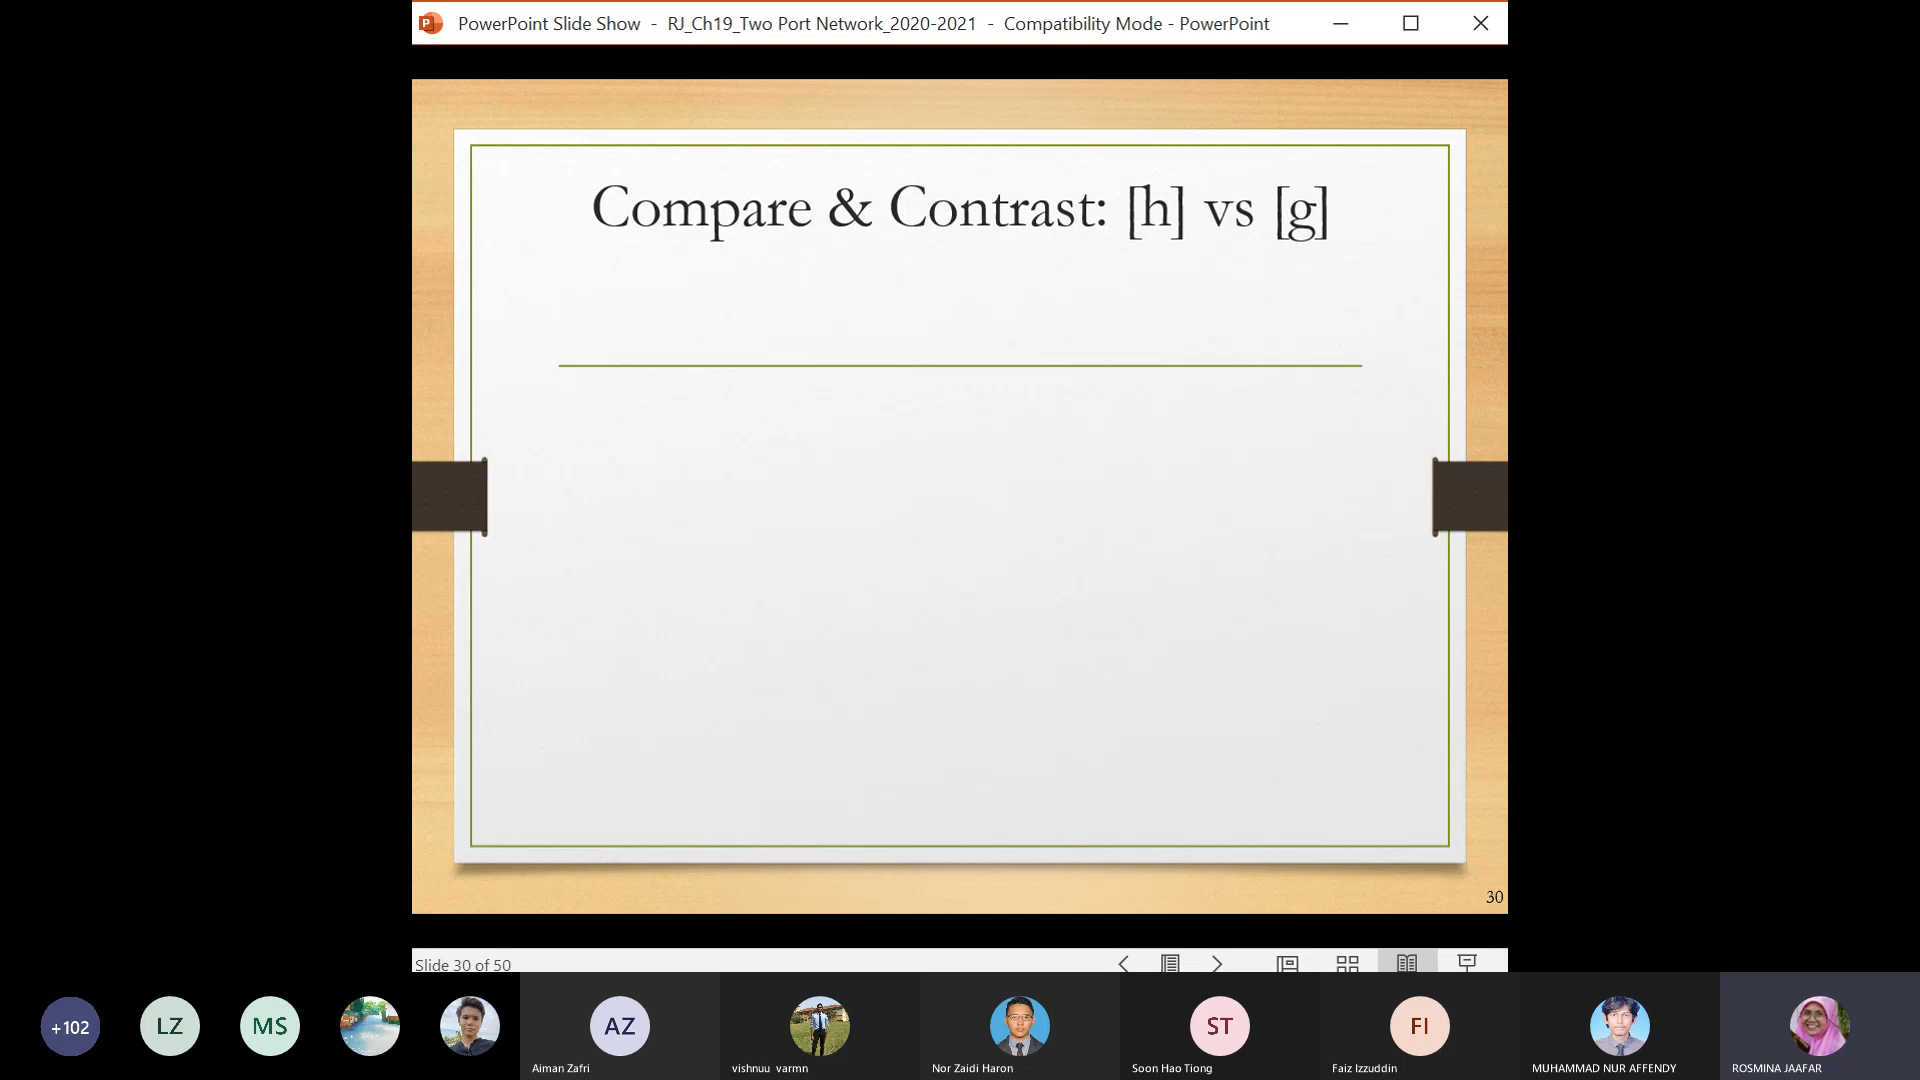 PowerPoint Slide Show - RJ_Ch19_Two Port Network_2020-2021 - Compatibility Mode - PowerPoint
Compare & Contrast: [h] vs [g]
30
Slide 30 of 50
+102
LZ
MS
AZ
ST
FI
Aiman Zafri
vishnuu varmn
Nor Zaidi Haron
Soon Hao Tiong
Faiz Izzuddin
MUHAMMAD NUR AFFENDY
ROSMINA JAAFAR